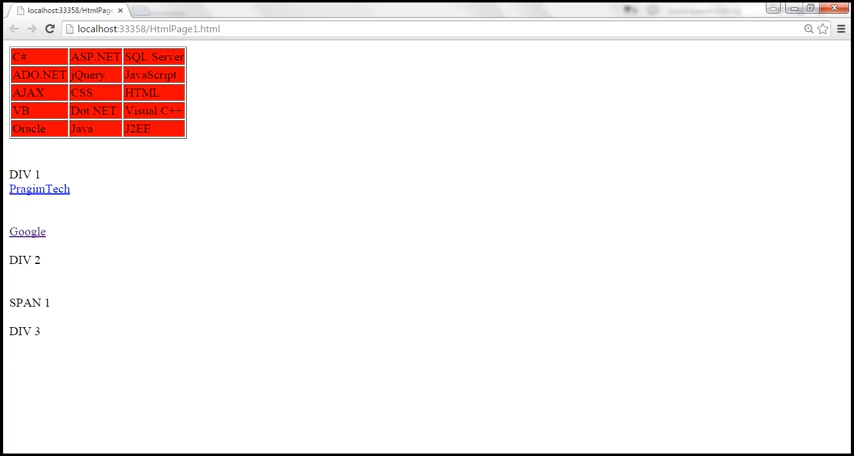 localhost:33358/HtmlPage
localhost:33358/HtmlPage1.html
C# ASP.NET SQL Server
ADO.NET jQuery JavaScript
AJAX CSS HTML
VB Dot NET Visual C++
Oracle Java J2EE
DIV 1
PragimTech
Google
DIV 2
SPAN 1
DIV 3